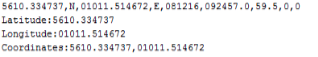 5610.334737,N,01011.514672,E,081216,092457.0,59.5,0,0
Latitude:5610.334737
Longitude:01011.514672
Coordinates:5610.334737,01011.514672